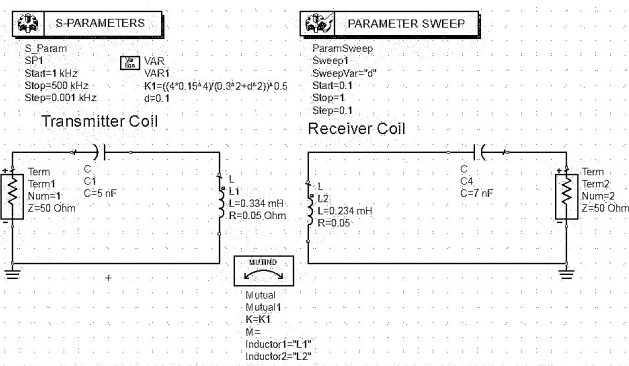 S-PARAMETERS
S_Param
SP1
Start=1 kHz
Stop=500 kHz
Step=0.001 kHz
VAR
VAR1
K1=((4*0.15^4)/(0.3^2+d^2))^0.5
d=0.1
PARAMETER SWEEP
ParamSweep
Sweep1
SweepVar="d"
Start=0.1
Stop=1
Step=0.1
Transmitter Coil
Receiver Coil
Term
Term1
Num=1
Z=50 Ohm
C
C1
C=5 nF
L
L1
L=0.334 mH
R=0.05 Ohm
L
L2
L=0.234 mH
R=0.05
C
C4
C=7 nF
Term
Term2
Num=2
Z=50 Ohm
MUTIND
Mutual
Mutual1
K=K1
M=
Inductor1="L1"
Inductor2="L2"